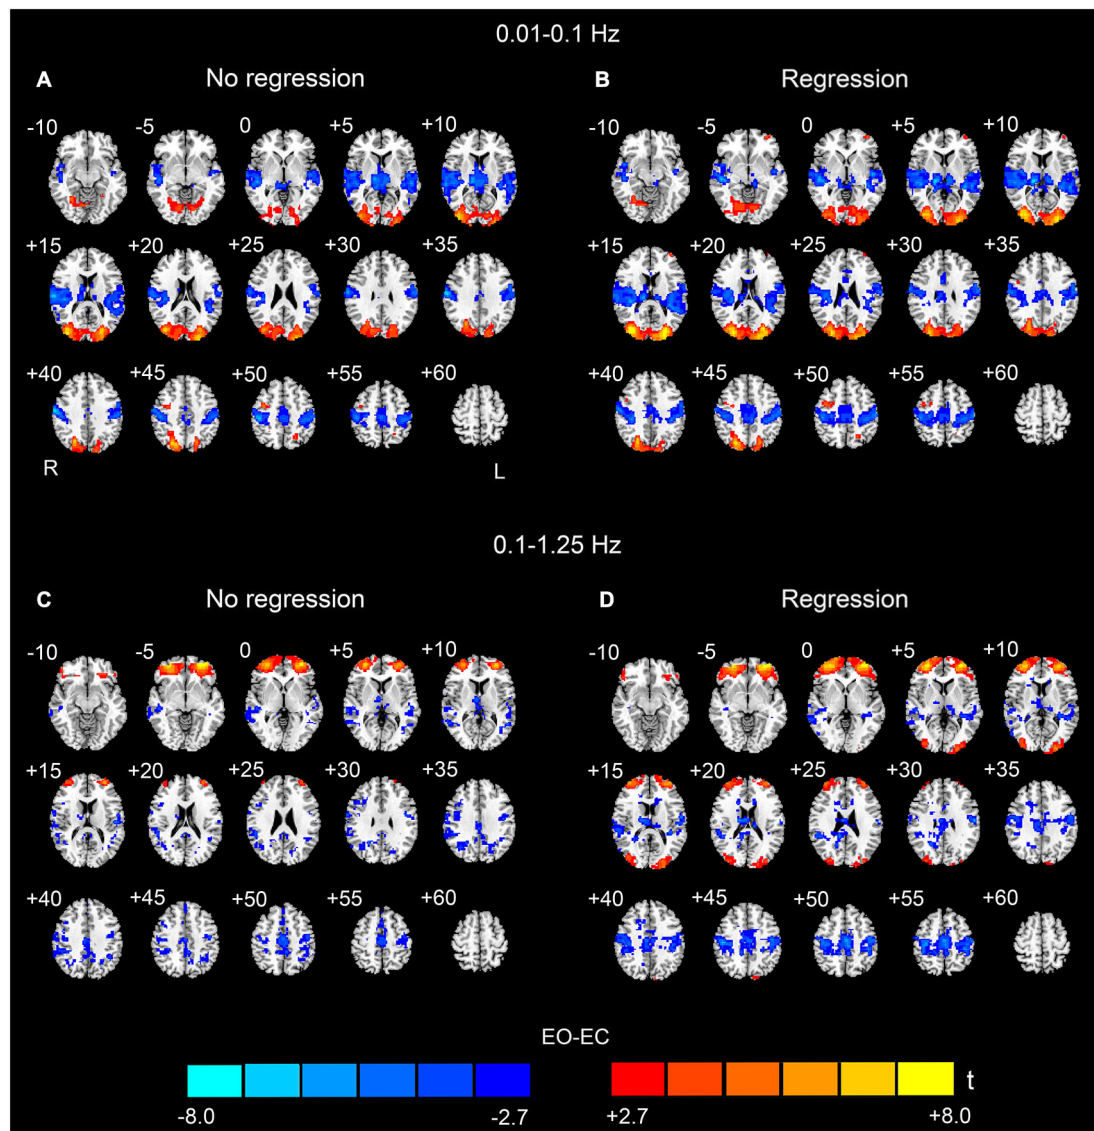 0.01-0.1 Hz
A No regression
B Regression
-10 -5 0 +5 +10
-10 -5 0 +5 +10
+15 +20 +25 +30 +35
+15 +20 +25 +30 +35
+40 +45 +50 +55 +60
+40 +45 +50 +55 +60
R L
0.1-1.25 Hz
C No regression
D Regression
-10 -5 0 +5 +10
-10 -5 0 +5 +10
+15 +20 +25 +30 +35
+15 +20 +25 +30 +35
+40 +45 +50 +55 +60
+40 +45 +50 +55 +60
EO-EC
t
-8.0 -2.7 +2.7 +8.0